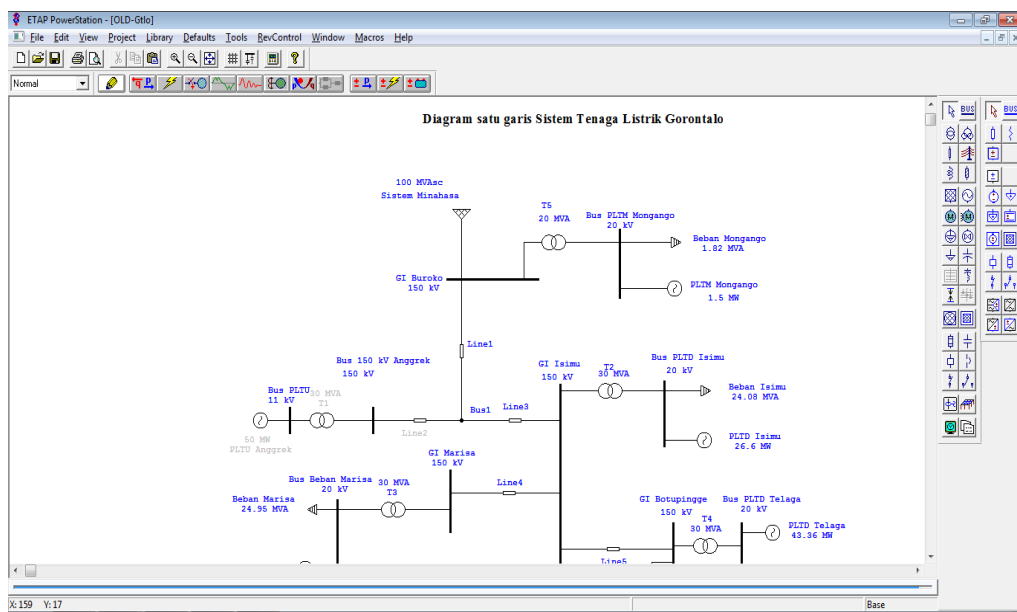 ETAP PowerStation - [OLD-Gtlo]
File Edit View Project Library Defaults Tools RevControl Window Macros Help
Normal
BUS
BUS
Diagram satu garis Sistem Tenaga Listrik Gorontalo
100 MVAsc
Sistem Minahasa
T5
20 MVA
Bus PLTM Mongango
20 kV
Beban Mongango
1.82 MVA
GI Buroko
150 kV
PLTM Mongango
1.5 MW
Line1
Bus 150 kV Anggrek
150 kV
GI Isimu
150 kV
T2
30 MVA
Bus PLTD Isimu
20 kV
Bus PLTU
11 kV
30 MVA
T1
Beban Isimu
24.08 MVA
Bus1
Line3
Line2
50 MW
PLTU Anggrek
PLTD Isimu
26.6 MW
GI Marisa
150 kV
Bus Beban Marisa
20 kV
30 MVA
T3
Line4
Beban Marisa
24.95 MVA
GI Botupingge
150 kV
T4
30 MVA
Bus PLTD Telaga
20 kV
PLTD Telaga
43.36 MW
Line5
X: 159 Y: 17
Base